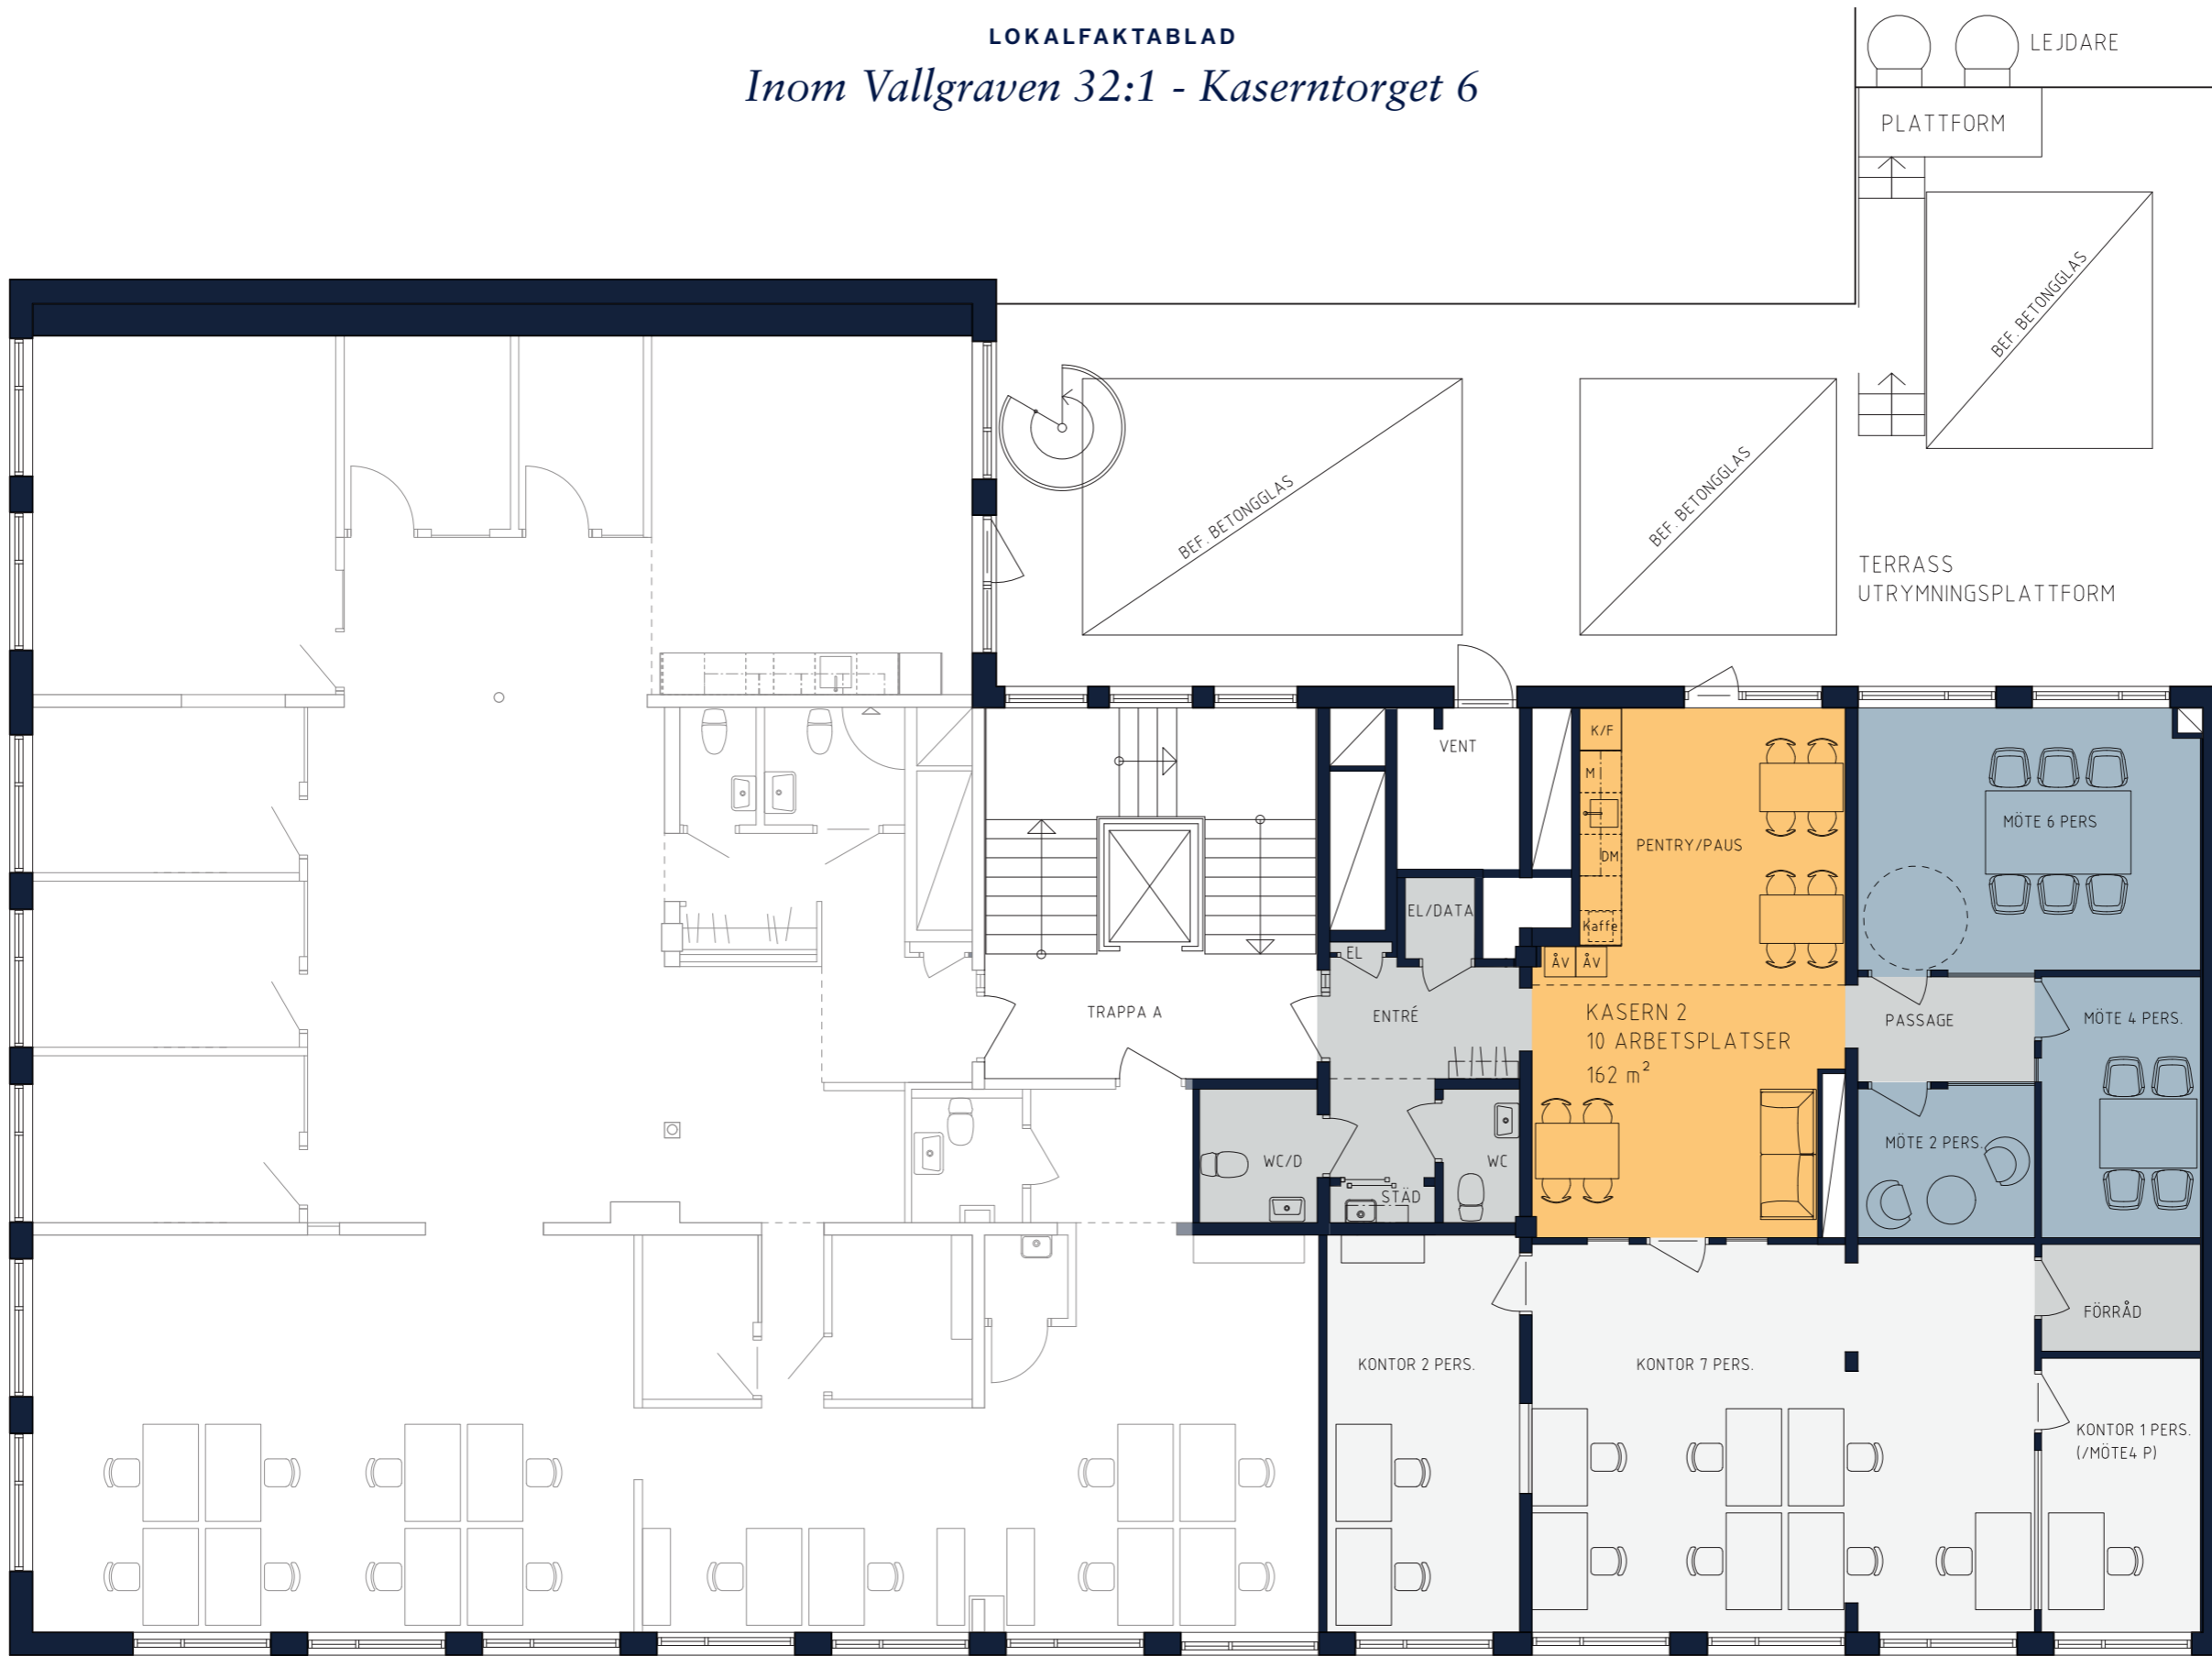 LOKALFAKTABLAD
Inom Vallgraven 32:1 - Kaserntorget 6
LEJDARE
PLATTFORM
BEF. BETONGGLAS
BEF. BETONGGLAS
BEF. BETONGGLAS
TERRASS
UTRYMNINGSPLATTFORM
VENT
K/F
M
DM
Kaffe
PENTRY/PAUS
MÖTE 6 PERS
EL/DATA
EL
ÅV
ÅV
TRAPPA A
ENTRÉ
KASERN 2
10 ARBETSPLATSER
162 m²
PASSAGE
MÖTE 4 PERS.
MÖTE 2 PERS.
WC/D
WC
STÄD
FÖRRÅD
KONTOR 2 PERS.
KONTOR 7 PERS.
KONTOR 1 PERS.
(/MÖTE4 P)